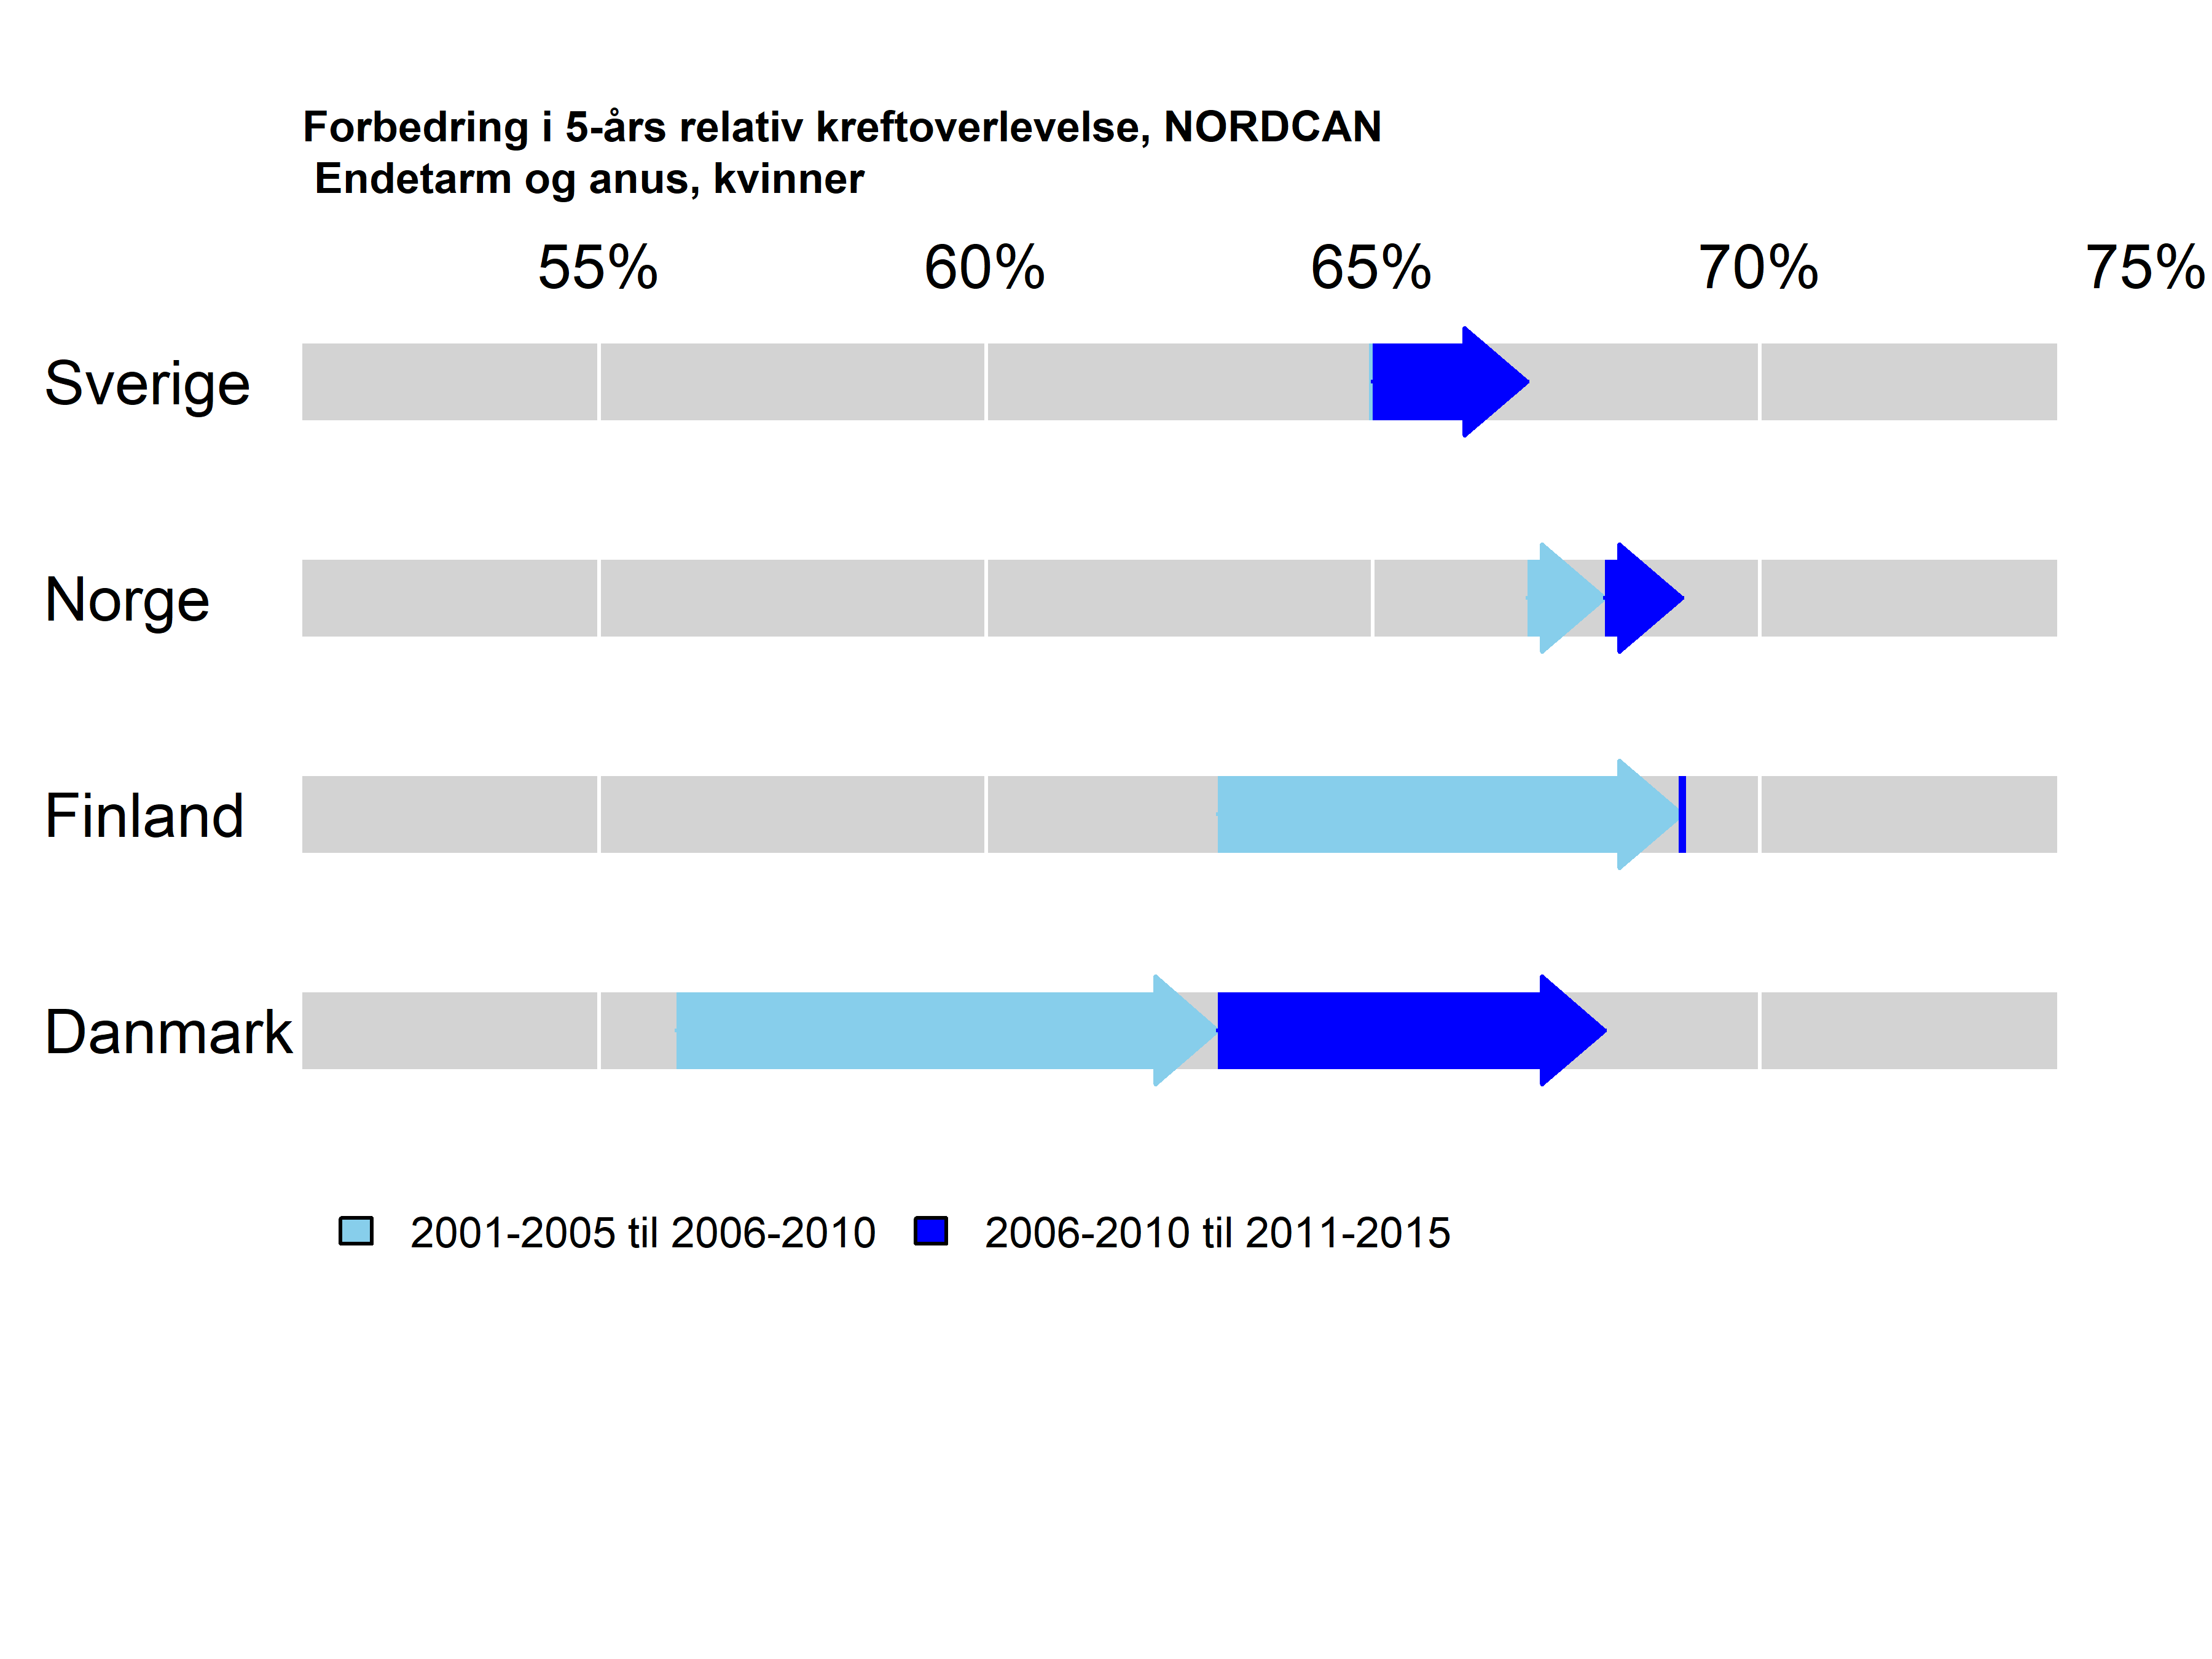 Forbedring i 5-års relativ kreftoverlevelse, NORDCAN
Endetarm og anus, kvinner
55% 60% 65% 70% 75%
Sverige
Norge
Finland
Danmark
2001-2005 til 2006-2010 2006-2010 til 2011-2015